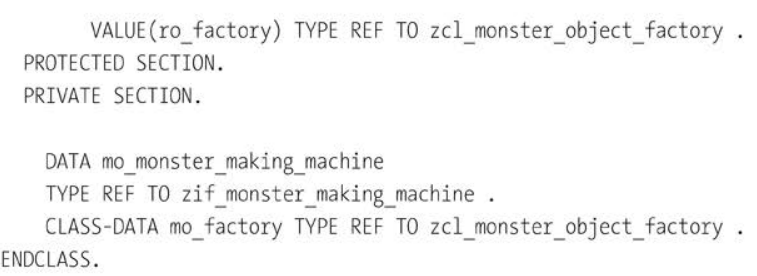 VALUE(ro_factory) TYPE REF TO zcl_monster_object_factory .
PROTECTED SECTION.
PRIVATE SECTION.
DATA mo_monster_making_machine
TYPE REF TO zif_monster_making_machine .
CLASS-DATA mo_factory TYPE REF TO zcl_monster_object_factory .
ENDCLASS.